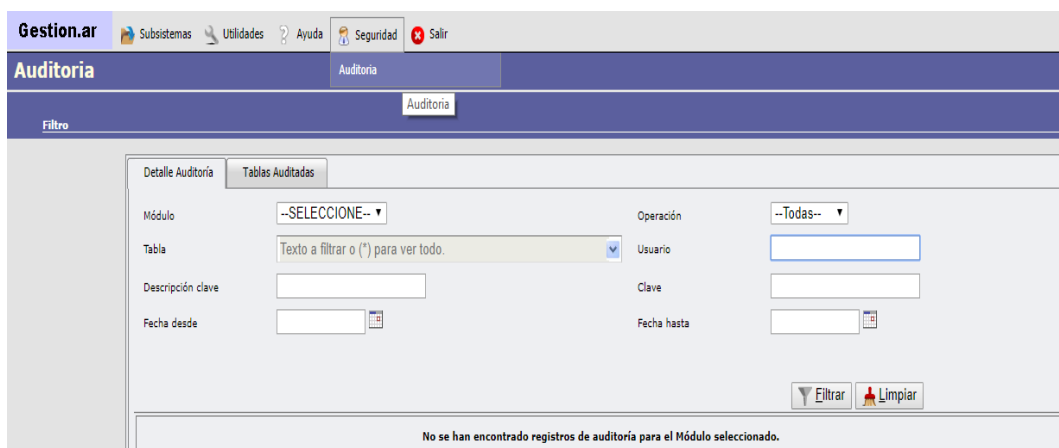 Gestion.ar Subsistemas Utilidades Ayuda Seguridad Salir
Auditoria Auditoria
Auditoria
Filtro
Detalle Auditoría Tablas Auditadas
Módulo --SELECCIONE-- Operación --Todas--
Tabla Texto a filtrar o (*) para ver todo. Usuario
Descripción clave Clave
Fecha desde Fecha hasta
Filtrar Limpiar
No se han encontrado registros de auditoría para el Módulo seleccionado.